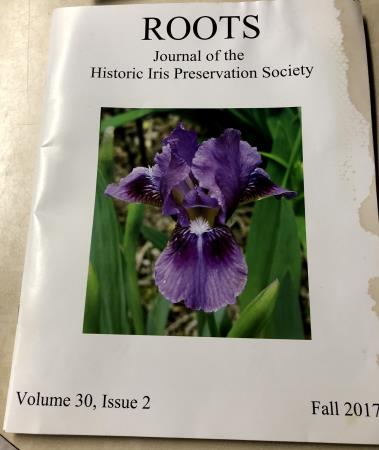 ROOTS
Journal of the
Historic Iris Preservation Society
Volume 30, Issue 2
Fall 2017